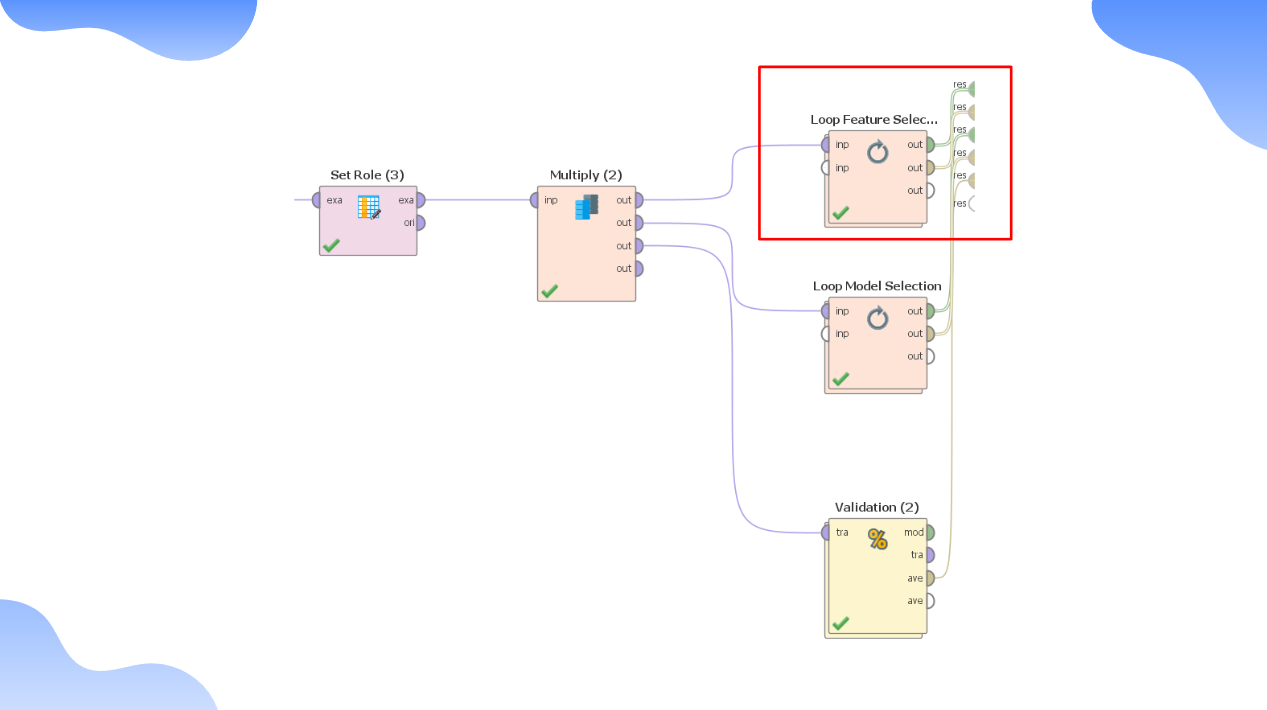 Set Role (3)
exa
exa
ori
Multiply (2)
inp
out
out
out
out
Loop Feature Selec...
inp
out
inp
out
out
res
res
res
res
res
res
Loop Model Selection
inp
out
inp
out
out
Validation (2)
tra
mod
%
tra
ave
ave